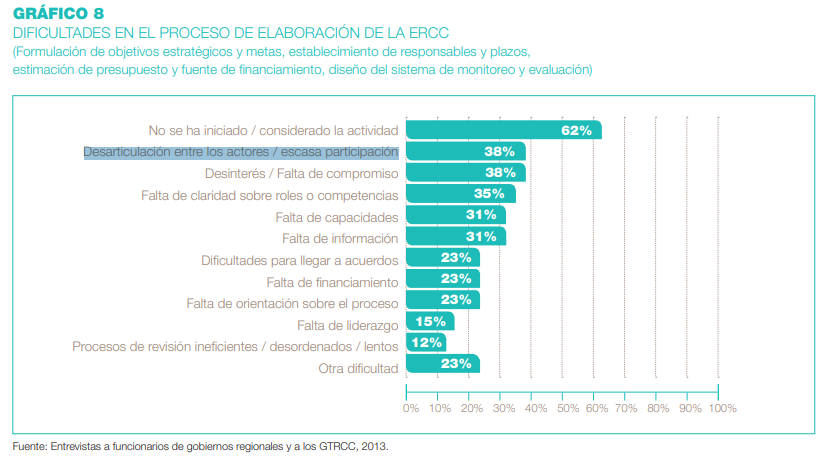 GRÁFICO 8
DIFICULTADES EN EL PROCESO DE ELABORACIÓN DE LA ERCC
(Formulación de objetivos estratégicos y metas, establecimiento de responsables y plazos,
estimación de presupuesto y fuente de financiamiento, diseño del sistema de monitoreo y evaluación)
No se ha iniciado / considerado la actividad 62%
Desarticulación entre los actores / escasa participación 38%
Desinterés / Falta de compromiso 38%
Falta de claridad sobre roles o competencias 35%
Falta de capacidades 31%
Falta de información 31%
Dificultades para llegar a acuerdos 23%
Falta de financiamiento 23%
Falta de orientación sobre el proceso 23%
Falta de liderazgo 15%
Procesos de revisión ineficientes / desordenados / lentos 12%
Otra dificultad 23%
0% 10% 20% 30% 40% 50% 60% 70% 80% 90% 100%
Fuente: Entrevistas a funcionarios de gobiernos regionales y a los GTRCC, 2013.